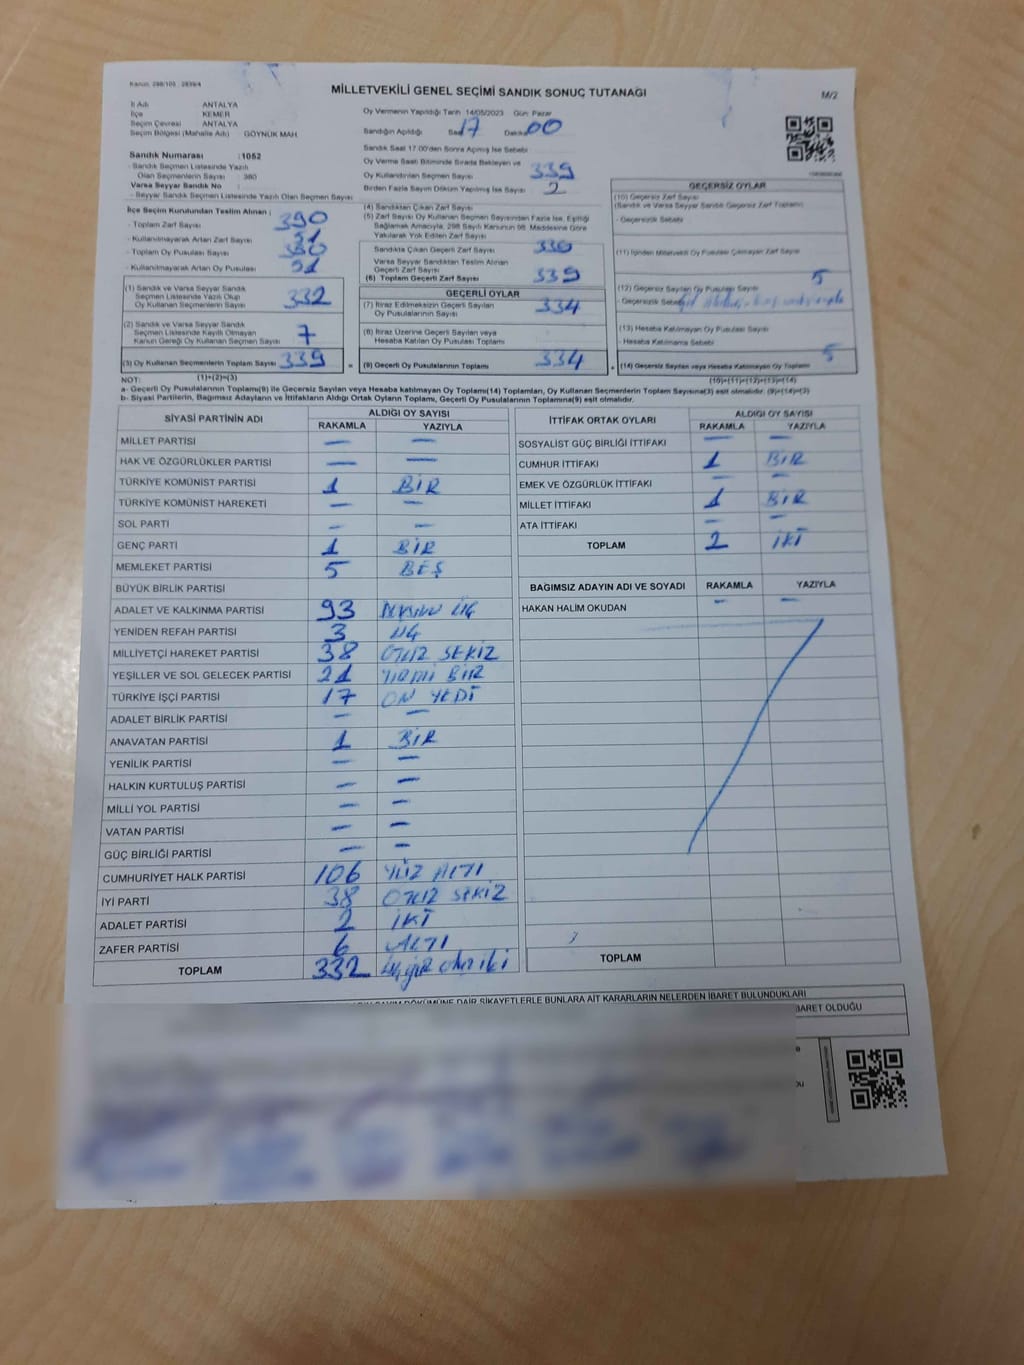 Kanun: 298/105 ; 2839/4
MİLLETVEKİLİ GENEL SEÇİMİ SANDIK SONUÇ TUTANAĞI
M/2
İl Adı ANTALYA
İlçe KEMER
Seçim Çevresi ANTALYA
Seçim Bölgesi (Mahalle Adı) GÖYNÜK MAH.
Sandık Numarası :1052
- Sandık Seçmen Listesinde Yazılı
Olan Seçmenlerin Sayısı 380
Varsa Seyyar Sandık No
- Seyyar Sandık Seçmen Listesinde Yazılı Olan Seçmen Sayısı
Oy Vermenin Yapıldığı Tarih 14/05/2023 Gün: Pazar
Sandığın Açıldığı Saat 17 Dakika 00
Sandık Saat 17.00'den Sonra Açılmış İse Sebebi
Oy Verme Saati Bitiminde Sırada Bekleyen ve
Oy Kullandırılan Seçmen Sayısı 339
Birden Fazla Sayım Döküm Yapılmış İse Sayısı 2
İlçe Seçim Kurulundan Teslim Alınan ;
- Toplam Zarf Sayısı 390
- Kullanılmayarak Artan Zarf Sayısı
- Toplam Oy Pusulası Sayısı
- Kullanılmayarak Artan Oy Pusulası 51
(1) Sandık ve Varsa Seyyar Sandık
Seçmen Listesinde Yazılı Olup
Oy Kullanan Seçmenlerin Sayısı 332
(2) Sandık ve Varsa Seyyar Sandık
Seçmen Listesinde Kayıtlı Olmayan
Kanun Gereği Oy Kullanan Seçmen Sayısı 7
(3) Oy Kullanan Seçmenlerin Toplam Sayısı 339
(1)+(2)=(3)
(4) Sandıktan Çıkan Zarf Sayısı
(5) Zarf Sayısı Oy Kullanan Seçmen Sayısından Fazla İse, Eşitliği
Sağlamak Amacıyla, 298 Sayılı Kanunun 98. Maddesine Göre
Yakılarak Yok Edilen Zarf Sayısı
Sandıkta Çıkan Geçerli Zarf Sayısı
Varsa Seyyar Sandıktan Teslim Alınan
Geçerli Zarf Sayısı
(6) Toplam Geçerli Zarf Sayısı 339
GEÇERLİ OYLAR
(7) İtiraz Edilmeksizin Geçerli Sayılan
Oy Pusulalarının Sayısı 334
(8) İtiraz Üzerine Geçerli Sayılan veya
Hesaba Katılan Oy Pusulası Toplamı
= (9) Geçerli Oy Pusulalarının Toplamı 334
GEÇERSİZ OYLAR
(10) Geçersiz Zarf Sayısı
(Sandık ve Varsa Seyyar Sandık Geçersiz Zarf Toplamı)
- Geçersizlik Sebebi
(11) İçinden Milletvekili Oy Pusulası Çıkmayan Zarf Sayısı
(12) Geçersiz Sayılan Oy Pusulası Sayısı 5
- Geçersizlik Sebebi
(13) Hesaba Katılmayan Oy Pusulası Sayısı
- Hesaba Katılmama Sebebi
+ (14) Geçersiz Sayılan veya Hesaba Katılmayan Oy Toplamı 5
(10)+(11)+(12)+(13)=(14)
NOT:
a- Geçerli Oy Pusulalarının Toplamı(9) ile Geçersiz Sayılan veya Hesaba katılmayan Oy Toplamı(14) Toplamları, Oy Kullanan Seçmenlerin Toplam Sayısına(3) eşit olmalıdır. (9)+(14)=(3)
b- Siyasi Partilerin, Bağımsız Adayların ve İttifakların Aldığı Ortak Oyların Toplamı, Geçerli Oy Pusulalarının Toplamına(9) eşit olmalıdır.
SİYASİ PARTİNİN ADI ALDIĞI OY SAYISI
RAKAMLA YAZIYLA
MİLLET PARTİSİ — —
HAK VE ÖZGÜRLÜKLER PARTİSİ — —
TÜRKİYE KOMÜNİST PARTİSİ 1 BİR
TÜRKİYE KOMÜNİST HAREKETİ — —
SOL PARTİ — —
GENÇ PARTİ 1 BİR
MEMLEKET PARTİSİ 5 BEŞ
BÜYÜK BİRLİK PARTİSİ
ADALET VE KALKINMA PARTİSİ 93 DOKSAN ÜÇ
YENİDEN REFAH PARTİSİ 3 ÜÇ
MİLLİYETÇİ HAREKET PARTİSİ 38 OTUZ SEKİZ
YEŞİLLER VE SOL GELECEK PARTİSİ 21 YİRMİ BİR
TÜRKİYE İŞÇİ PARTİSİ 17 ON YEDİ
ADALET BİRLİK PARTİSİ — —
ANAVATAN PARTİSİ 1 BİR
YENİLİK PARTİSİ — —
HALKIN KURTULUŞ PARTİSİ — —
MİLLİ YOL PARTİSİ — —
VATAN PARTİSİ — —
GÜÇ BİRLİĞİ PARTİSİ — —
CUMHURİYET HALK PARTİSİ 106 YÜZ ALTI
İYİ PARTİ 38 OTUZ SEKİZ
ADALET PARTİSİ 2 İKİ
ZAFER PARTİSİ 6 ALTI
TOPLAM 332 üçyüz otuz iki
İTTİFAK ORTAK OYLARI ALDIĞI OY SAYISI
RAKAMLA YAZIYLA
SOSYALİST GÜÇ BİRLİĞİ İTTİFAKI — —
CUMHUR İTTİFAKI 1 BİR
EMEK VE ÖZGÜRLÜK İTTİFAKI — —
MİLLET İTTİFAKI 1 BİR
ATA İTTİFAKI — —
TOPLAM 2 İKİ
BAĞIMSIZ ADAYIN ADI VE SOYADI RAKAMLA YAZIYLA
HAKAN HALİM OKUDAN — —
TOPLAM
DÖKÜMÜNE DAİR ŞİKAYETLERLE BUNLARA AİT KARARLARIN NELERDEN İBARET BULUNDUKLARI
İBARET OLDUĞU